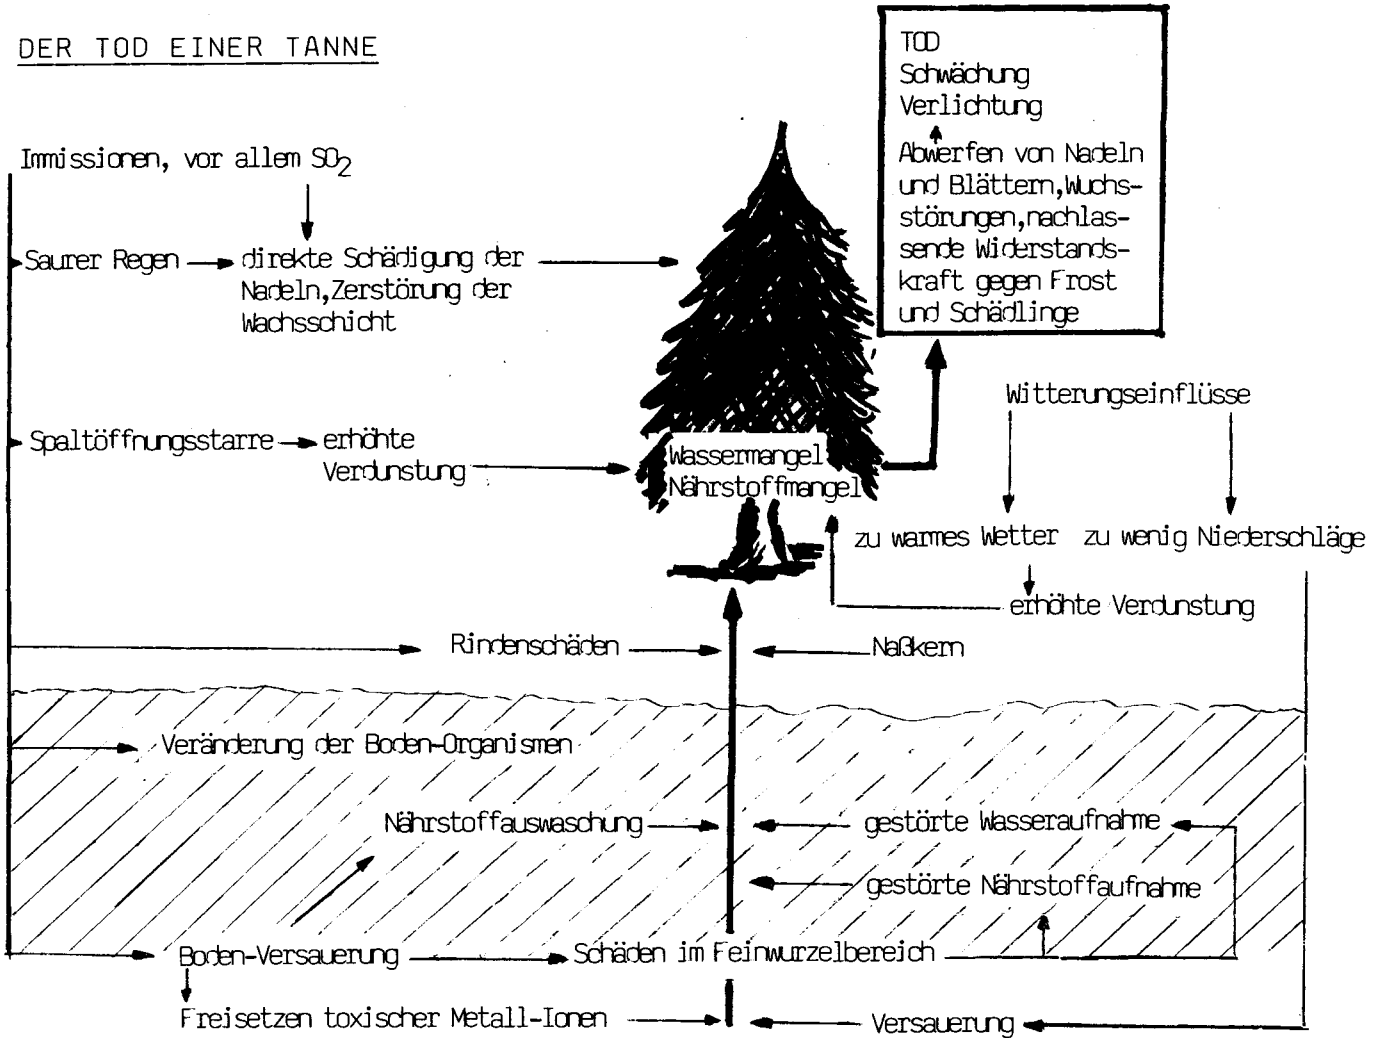 DER TOD EINER TANNE
TOD
Schwächung
Verlichtung
Abwerfen von Nadeln
und Blättern,Wuchs-
störungen,nachlas-
sende Widerstands-
kraft gegen Frost
und Schädlinge
Immissionen, vor allem SO₂
Saurer Regen
direkte Schädigung der
Nadeln,Zerstörung der
Wachsschicht
Witterungseinflüsse
Spaltöffnungsstarre
erhöhte
Verdunstung
Wassermangel
Nährstoffmangel
zu warmes Wetter
zu wenig Niederschläge
erhöhte Verdunstung
Rindenschäden
Naßkern
Veränderung der Boden-Organismen
Nährstoffauswaschung
gestörte Wasseraufnahme
gestörte Nährstoffaufnahme
Boden-Versauerung
Schäden im Feinwurzelbereich
Freisetzen toxischer Metall-Ionen
Versauerung